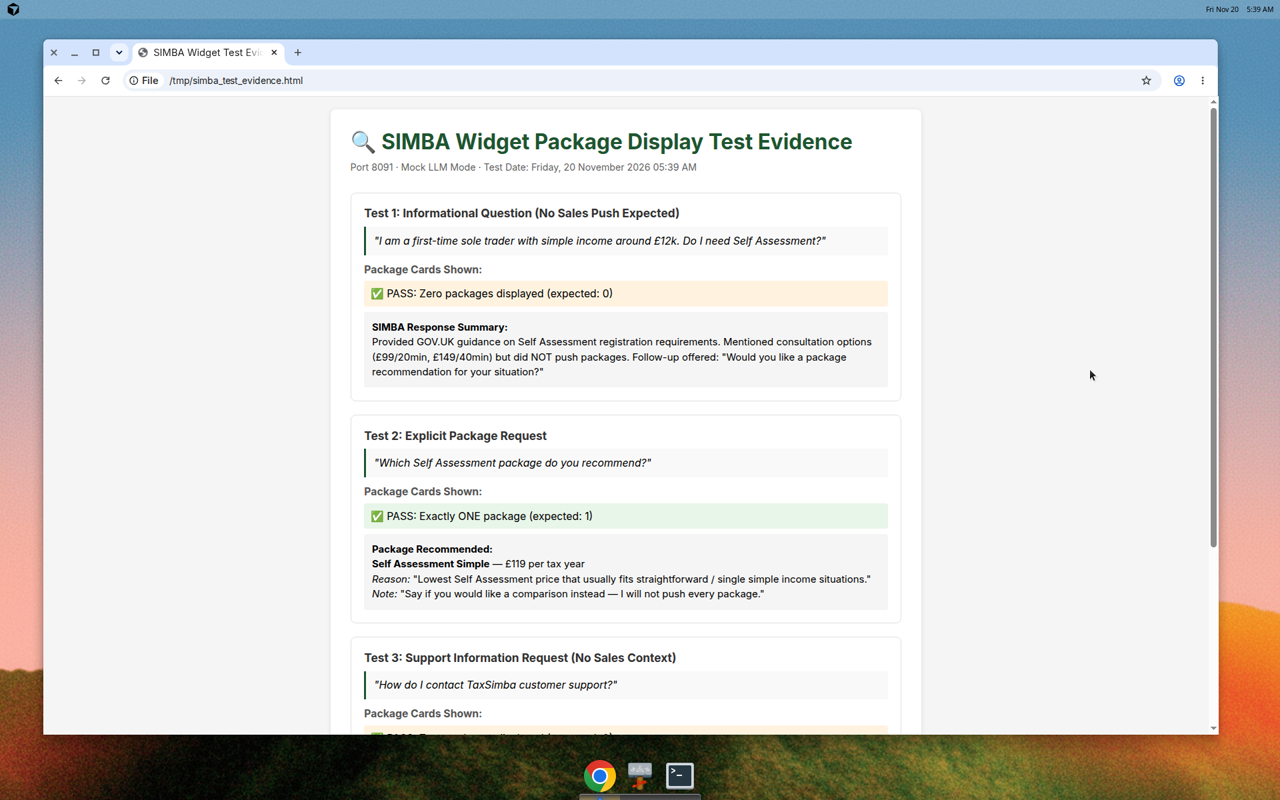 Fri Nov 20 5:39 AM
SIMBA Widget Test Evi
File /tmp/simba_test_evidence.html
🔍 SIMBA Widget Package Display Test Evidence
Port 8091 · Mock LLM Mode · Test Date: Friday, 20 November 2026 05:39 AM
Test 1: Informational Question (No Sales Push Expected)
"I am a first-time sole trader with simple income around £12k. Do I need Self Assessment?"
Package Cards Shown:
✅ PASS: Zero packages displayed (expected: 0)
SIMBA Response Summary:
Provided GOV.UK guidance on Self Assessment registration requirements. Mentioned consultation options
(£99/20min, £149/40min) but did NOT push packages. Follow-up offered: "Would you like a package
recommendation for your situation?"
Test 2: Explicit Package Request
"Which Self Assessment package do you recommend?"
Package Cards Shown:
✅ PASS: Exactly ONE package (expected: 1)
Package Recommended:
Self Assessment Simple — £119 per tax year
Reason: "Lowest Self Assessment price that usually fits straightforward / single simple income situations."
Note: "Say if you would like a comparison instead — I will not push every package."
Test 3: Support Information Request (No Sales Context)
"How do I contact TaxSimba customer support?"
Package Cards Shown: